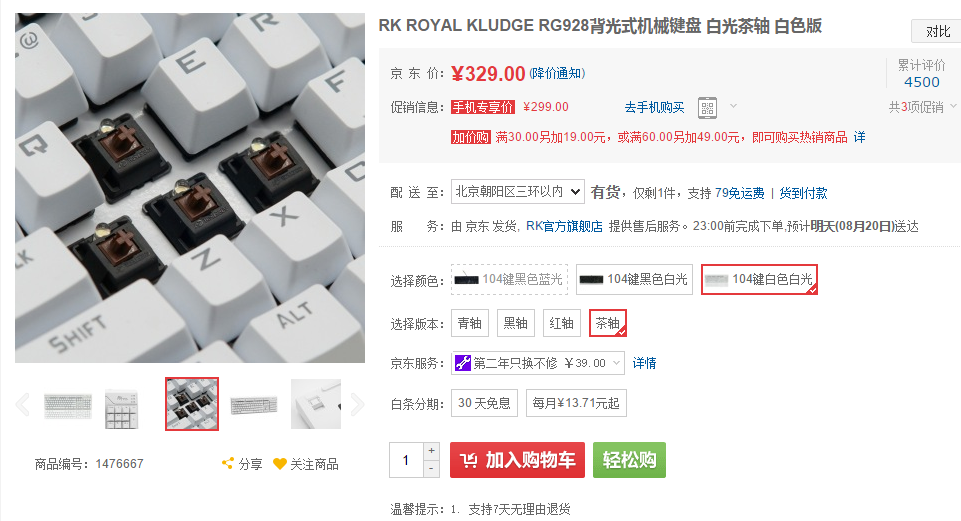 RK ROYAL KLUDGE RG928背光式机械键盘 白光茶轴 白色版
对比
京东价：¥329.00(降价通知)
累计评价
4500
促销信息：手机专享价 ¥299.00 去手机购买
共3项促销
加价购 满30.00另加19.00元，或满60.00另加49.00元，即可购买热销商品 详
配送至：北京朝阳区三环以内 有货，仅剩1件，支持 79免运费 | 货到付款
服务：由 京东 发货, RK官方旗舰店 提供售后服务。23:00前完成下单,预计明天(08月20日)送达
选择颜色： 104键黑色蓝光 104键黑色白光 104键白色白光
选择版本： 青轴 黑轴 红轴 茶轴
京东服务： 第二年只换不修 ￥39.00 详情
白条分期： 30 天免息 每月¥13.71元起
1 + - 加入购物车 轻松购
温馨提示：1. 支持7天无理由退货
@
E
R
F
Q
D
C
X
Z
LK
SHIFT
ALT
商品编号：1476667 分享 关注商品